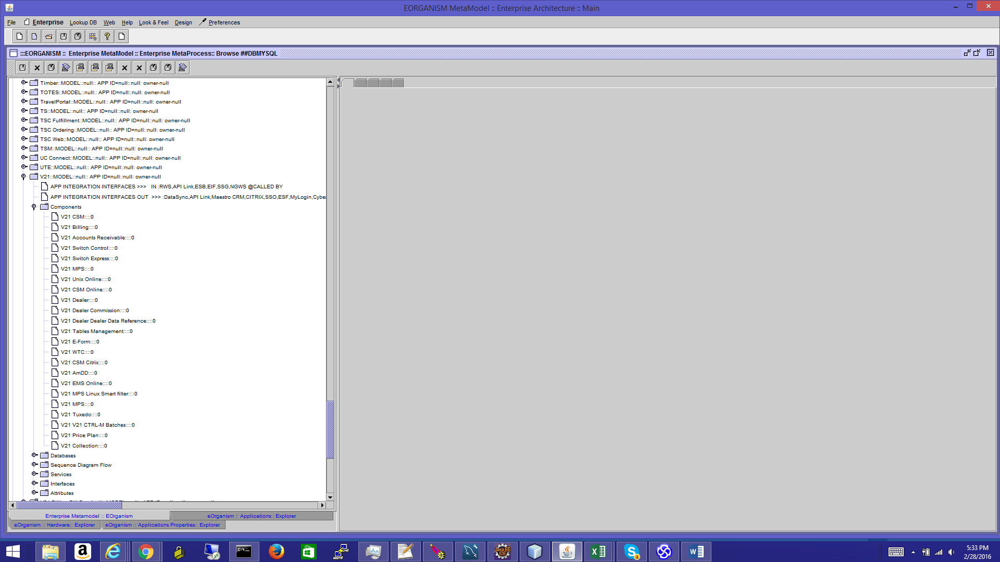 EORGANISM MetaModel :: Enterprise Architecture :: Main
File Enterprise Lookup DB Web Help Look & Feel Design Preferences
:::EORGANISM :: Enterprise MetaModel :: Enterprise MetaProcess:: Browse ##DBMYSQL
Timber::MODEL::null:: APP ID=null::null: owner-null
TOTES::MODEL::null:: APP ID=null::null: owner-null
TravelPortal::MODEL::null:: APP ID=null::null: owner-null
TS::MODEL::null:: APP ID=null::null: owner-null
TSC Fulfillment::MODEL::null:: APP ID=null::null: owner-null
TSC Ordering::MODEL::null:: APP ID=null::null: owner-null
TSC Web::MODEL::null:: APP ID=null::null: owner-null
TSM::MODEL::null:: APP ID=null::null: owner-null
UC Connect::MODEL::null:: APP ID=null::null: owner-null
UTE::MODEL::null:: APP ID=null::null: owner-null
V21::MODEL::null:: APP ID=null::null: owner-null
APP INTEGRATION INTERFACES >>> IN :RWS,API Link,ESB,EIF,SSG,NGWS @CALLED BY
APP INTEGRATION INTERFACES OUT >>> :DataSync,API Link,Maestro CRM,CITRIX,SSO,ESF,MyLogin,Cyber
Components
V21 CSM::::0
V21 Billing::::0
V21 Accounts Receivable::::0
V21 Switch Control::::0
V21 Switch Express::::0
V21 MPS::::0
V21 Unix Online::::0
V21 CSM Online::::0
V21 Dealer::::0
V21 Dealer Commission::::0
V21 Dealer Dealer Data Reference::::0
V21 Tables Management::::0
V21 E-Form::::0
V21 WTC::::0
V21 CSM Citrix::::0
V21 AmDD::::0
V21 EMS Online::::0
V21 MPS Linux Smart filter::::0
V21 MPS::::0
V21 Tuxedo::::0
V21 V21 CTRL-M Batches::::0
V21 Price Plan::::0
V21 Collection::::0
Databases
Sequence Diagram Flow
Services
Interfaces
Attributes
Enterprise Metamodel :: EOrganism
eOrganism :: Applications:: Explorer
eOrganism :: Hardware:: Explorer
eOrganism :: Applications Properties:: Explorer
5:33 PM
2/28/2016